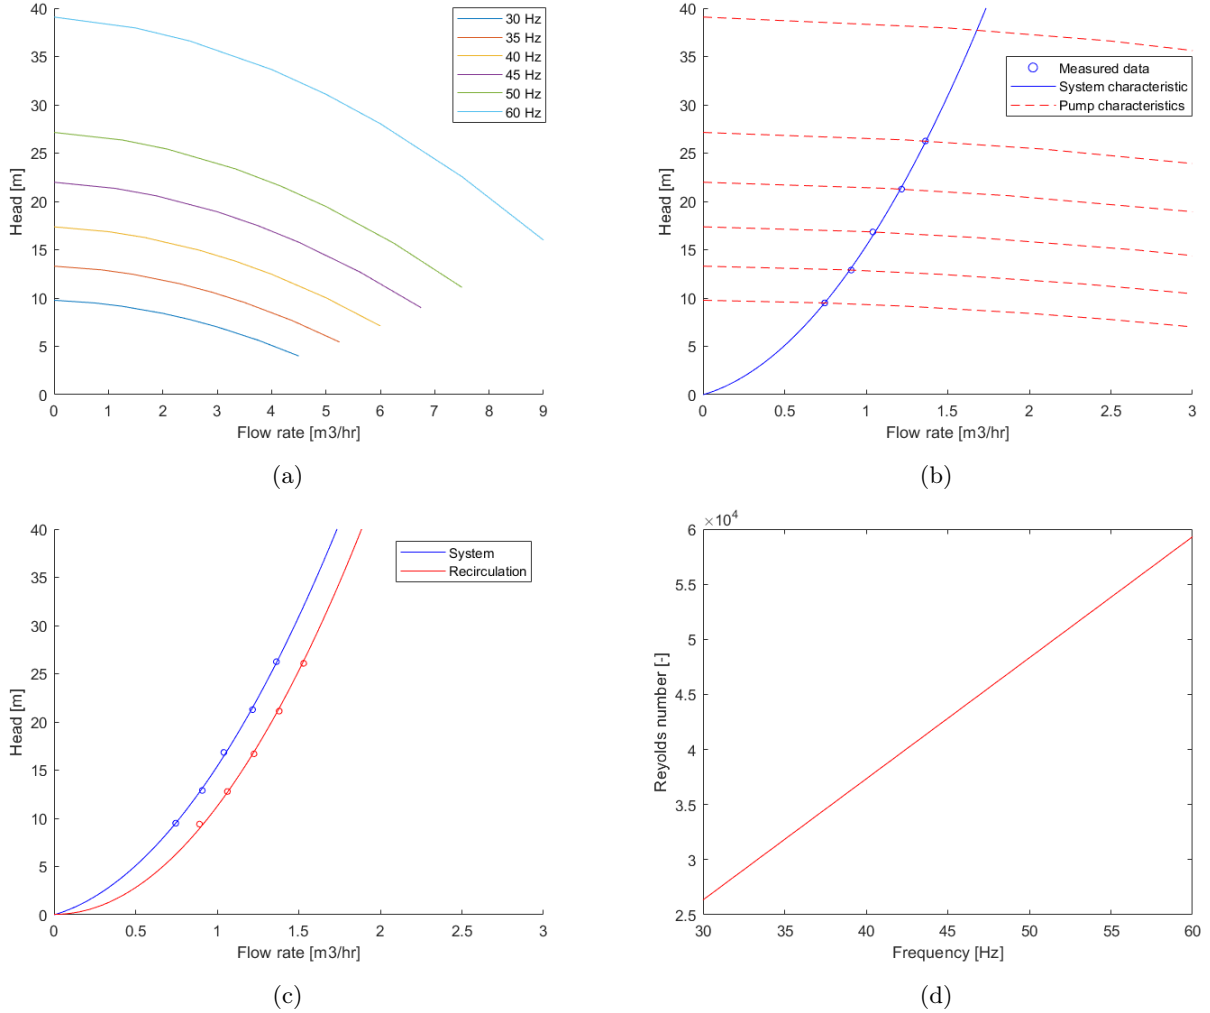 40
35
30
25
20
15
10
5
0
Head [m]
0 1 2 3 4 5 6 7 8 9
Flow rate [m3/hr]
30 Hz
35 Hz
40 Hz
45 Hz
50 Hz
60 Hz
(a)
40
35
30
25
20
15
10
5
0
Head [m]
0 0.5 1 1.5 2 2.5 3
Flow rate [m3/hr]
Measured data
System characteristic
Pump characteristics
(b)
40
35
30
25
20
15
10
5
0
Head [m]
0 0.5 1 1.5 2 2.5 3
Flow rate [m3/hr]
System
Recirculation
(c)
×10⁴
6
5.5
5
4.5
4
3.5
3
2.5
Reyolds number [-]
30 35 40 45 50 55 60
Frequency [Hz]
(d)